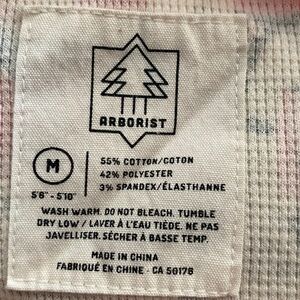 ARBORIST
M
5'6" - 5'10"
55% COTTON/COTON
42% POLYESTER
3% SPANDEX/ÉLASTHANNE
WASH WARM. DO NOT BLEACH. TUMBLE
DRY LOW / LAVER À L'EAU TIÈDE. NE PAS
JAVELLISER. SÉCHER À BASSE TEMP.
MADE IN CHINA
FABRIQUÉ EN CHINE · CA 50178